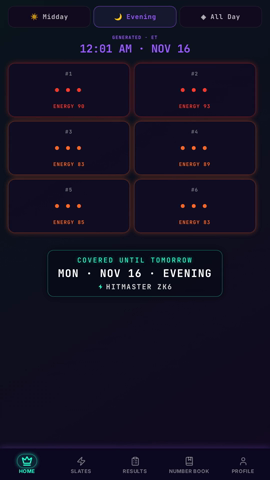 Midday
Evening
All Day
GENERATED · ET
12:01 AM · NOV 16
#1
#2
ENERGY 90
ENERGY 93
#3
#4
ENERGY 83
ENERGY 89
#5
#6
ENERGY 85
ENERGY 83
COVERED UNTIL TOMORROW
MON · NOV 16 · EVENING
HITMASTER ZK6
HOME
SLATES
RESULTS
NUMBER BOOK
PROFILE